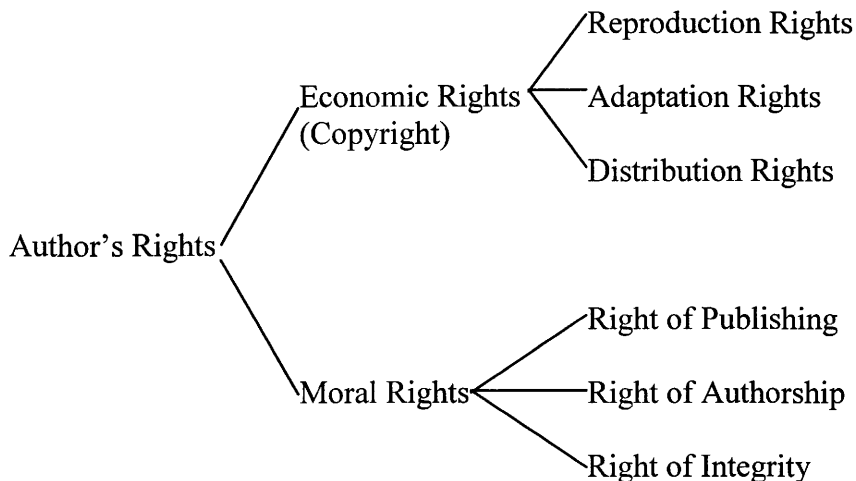 Author's Rights
Economic Rights
(Copyright)
Reproduction Rights
Adaptation Rights
Distribution Rights
Moral Rights
Right of Publishing
Right of Authorship
Right of Integrity